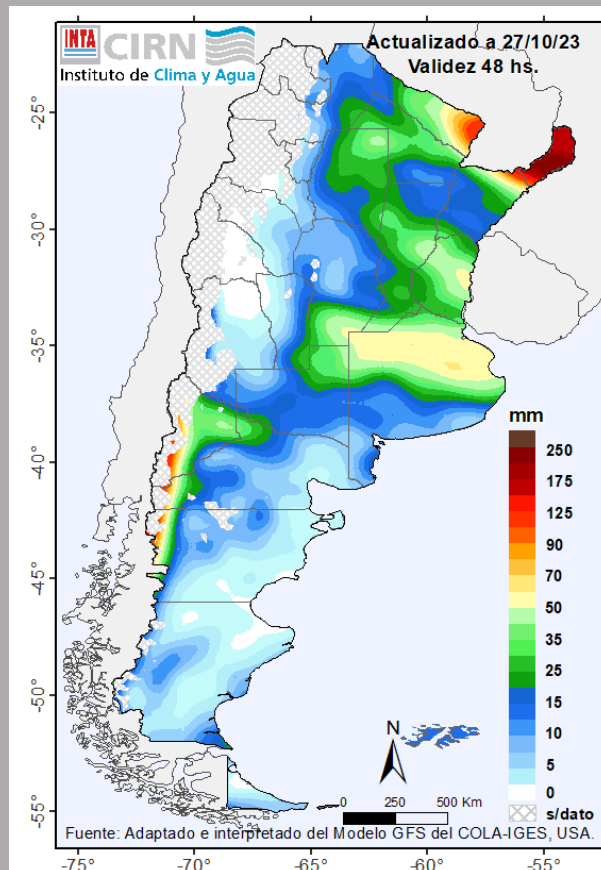 INTA CIRN
Instituto de Clima y Agua
Actualizado a 27/10/23
Validez 48 hs.
-25°
-30°
-35°
-40°
-45°
-50°
-55°
mm
250
175
125
90
70
50
35
25
15
10
5
0
s/dato
N
0 250 500 Km
Fuente: Adaptado e interpretado del Modelo GFS del COLA-IGES, USA.
-75° -70° -65° -60° -55°